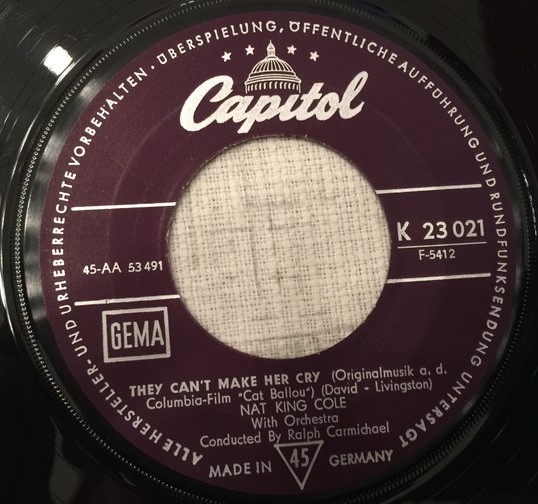 ALLE HERSTELLER- UND URHEBERRECHTE VORBEHALTEN · ÜBERSPIELUNG, ÖFFENTLICHE AUFFÜHRUNG UND RUNDFUNKSENDUNG UNTERSAGT
Capitol
K 23 021
F-5412
45-AA 53 491
GEMA
THEY CAN'T MAKE HER CRY (Originalmusik a. d.
Columbia-Film "Cat Ballou") (David - Livingston)
NAT KING COLE
With Orchestra
Conducted By Ralph Carmichael
MADE IN 45 GERMANY